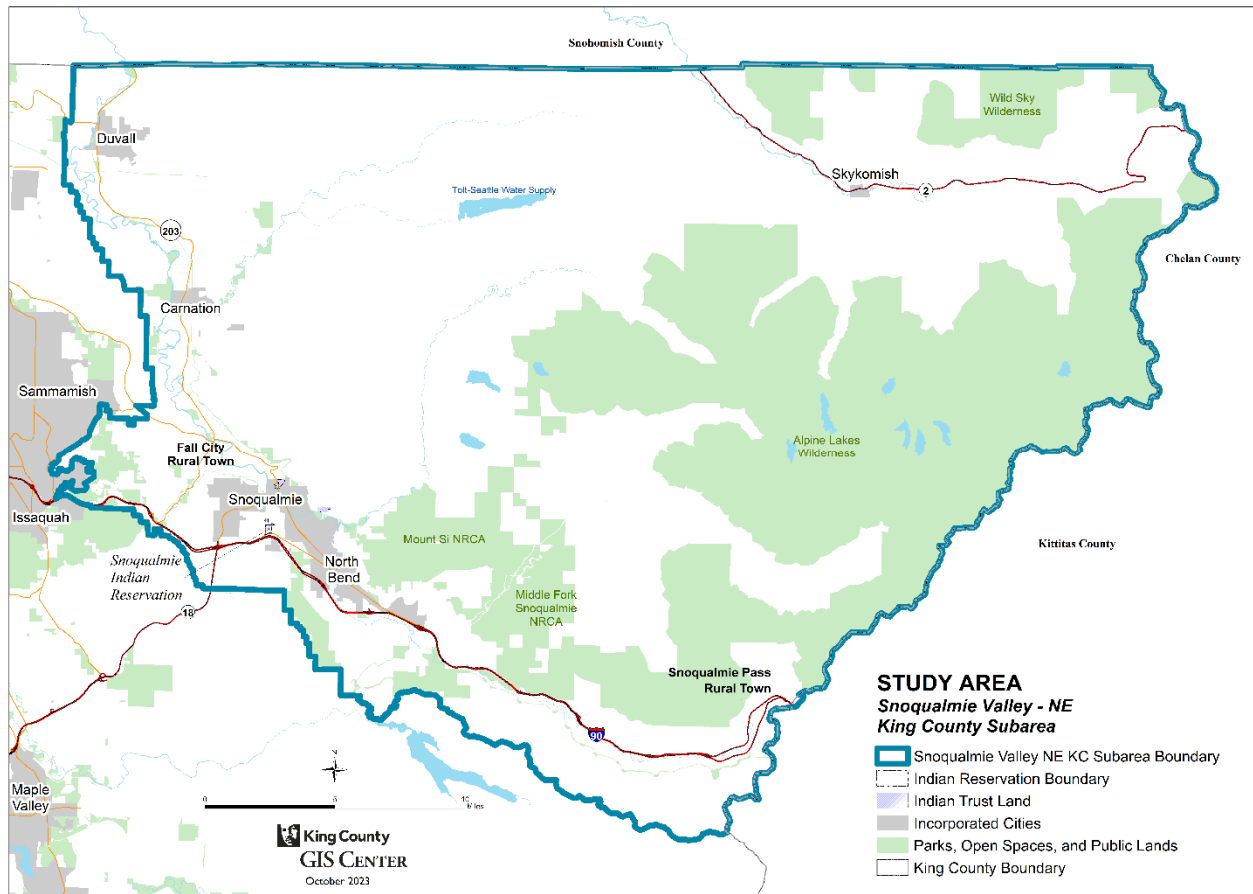 Snohomish County
Wild Sky
Wilderness
Duvall
Skykomish
2
Tolt-Seattle Water Supply
203
Chelan County
Carnation
Sammamish
Alpine Lakes
Wilderness
Fall City
Rural Town
Snoqualmie
Issaquah
Mount Si NRCA
Kittitas County
Snoqualmie
Indian
Reservation
North
Bend
Middle Fork
Snoqualmie
NRCA
18
Snoqualmie Pass
Rural Town
90
Maple
Valley
0 5 10
Miles
King County
GIS CENTER
October 2023
STUDY AREA
Snoqualmie Valley - NE
King County Subarea
Snoqualmie Valley NE KC Subarea Boundary
Indian Reservation Boundary
Indian Trust Land
Incorporated Cities
Parks, Open Spaces, and Public Lands
King County Boundary